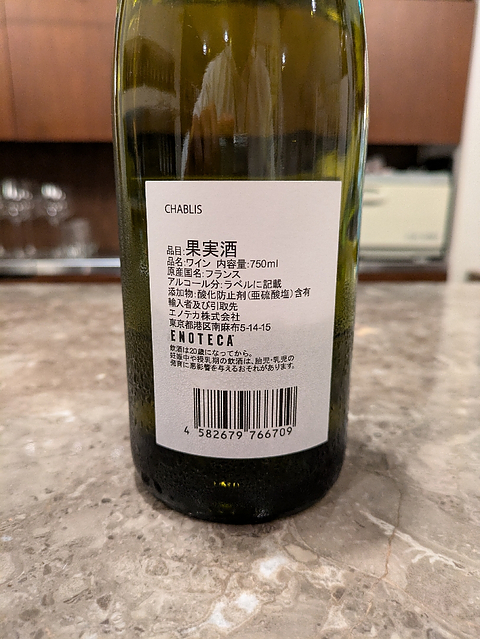 CHABLIS
品目:果実酒
品名:ワイン 内容量:750ml
原産国名:フランス
アルコール分:ラベルに記載
添加物:酸化防止剤(亜硫酸塩)含有
輸入者及び引取先
エノテカ株式会社
東京都港区南麻布5-14-15
ENOTECA
飲酒は20歳になってから。
妊娠中や授乳期の飲酒は、胎児・乳児の
発育に悪影響を与えるおそれがあります。
4 582679 766709